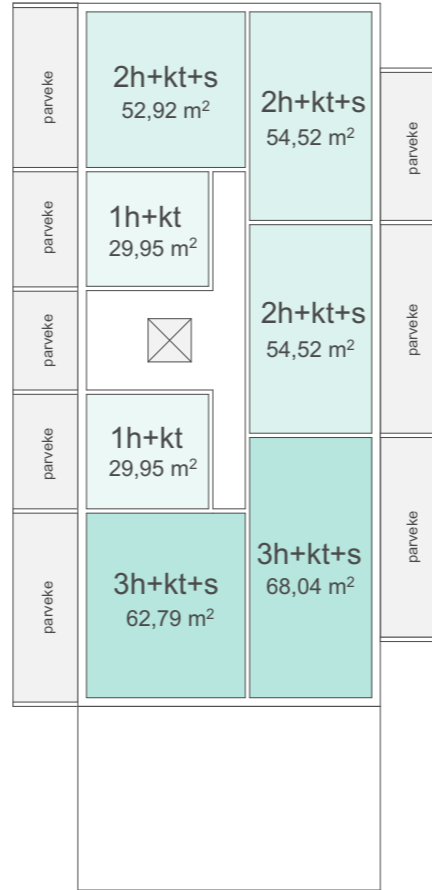 parveke
2h+kt+s
52,92 m²
2h+kt+s
54,52 m²
parveke
parveke
1h+kt
29,95 m²
parveke
2h+kt+s
54,52 m²
parveke
parveke
1h+kt
29,95 m²
parveke
3h+kt+s
62,79 m²
3h+kt+s
68,04 m²
parveke